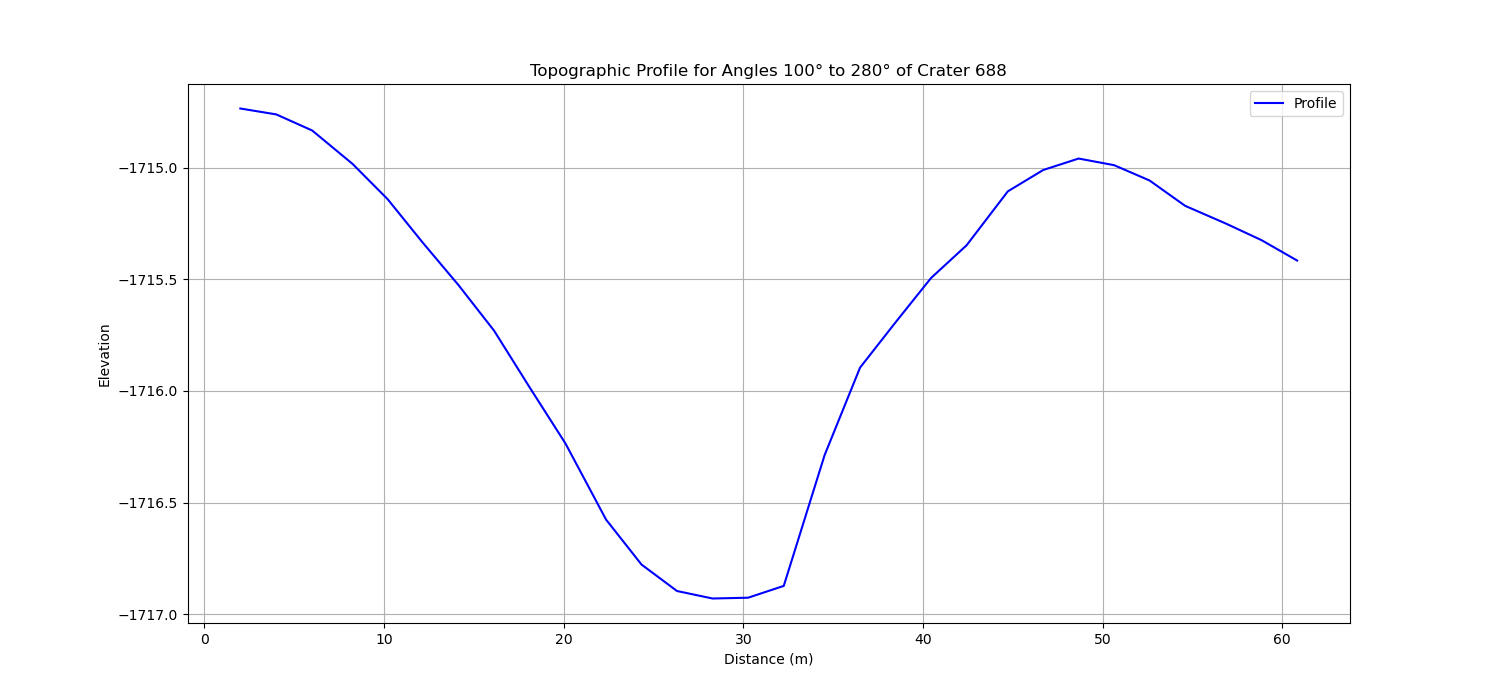 Topographic Profile for Angles 100° to 280° of Crater 688
Profile
−1715.0
−1715.5
−1716.0
−1716.5
−1717.0
Elevation
0 10 20 30 40 50 60
Distance (m)